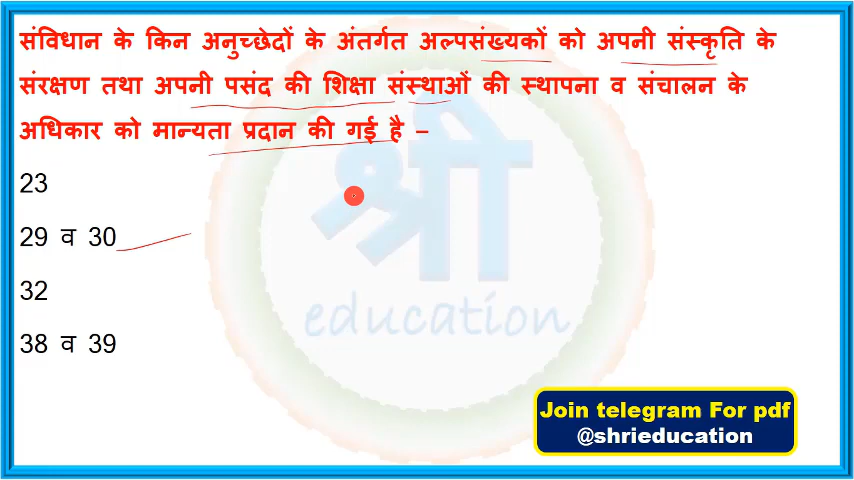 संविधान के किन अनुच्छेदों के अंतर्गत अल्पसंख्यकों को अपनी संस्कृति के
संरक्षण तथा अपनी पसंद की शिक्षा संस्थाओं की स्थापना व संचालन के
अधिकार को मान्यता प्रदान की गई है –
23
29 व 30
32
38 व 39
श्री
education
Join telegram For pdf
@shrieducation